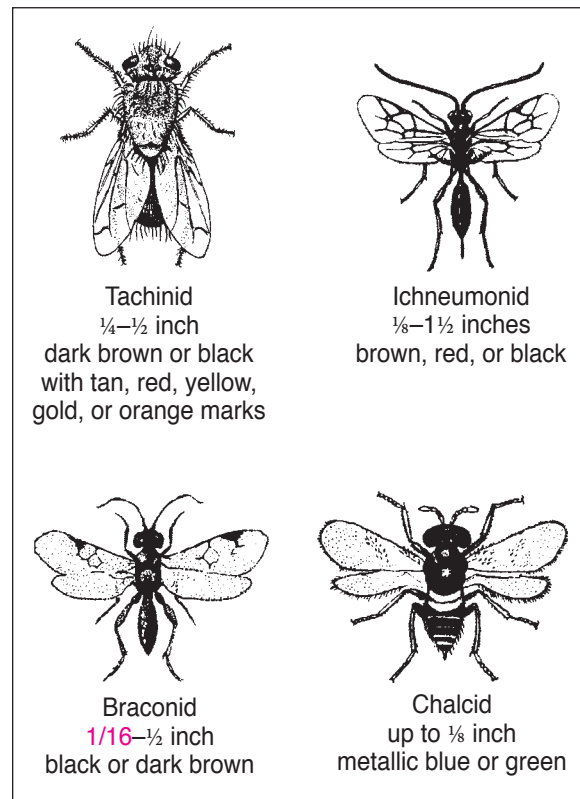 Tachinid
¼–½ inch
dark brown or black
with tan, red, yellow,
gold, or orange marks
Ichneumonid
⅛–1½ inches
brown, red, or black
Braconid
1/16–½ inch
black or dark brown
Chalcid
up to ⅛ inch
metallic blue or green